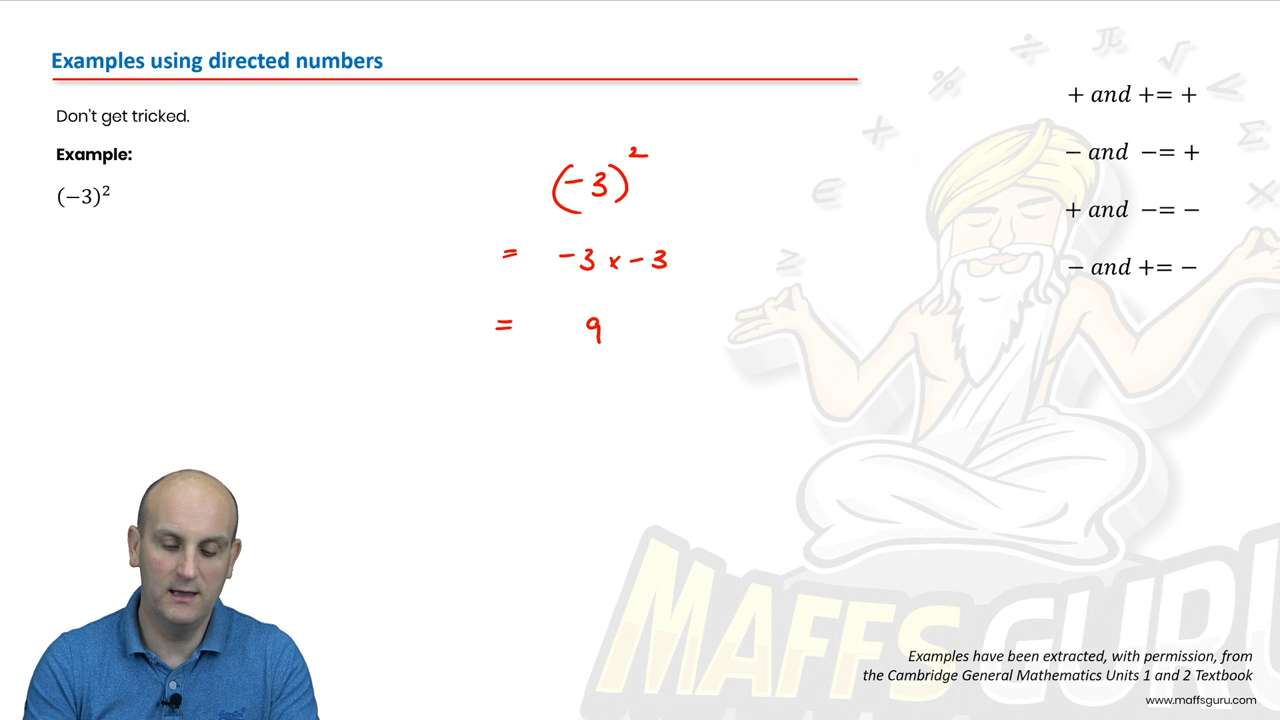 Examples using directed numbers
Don't get tricked.
Example:
(−3)²
(−3)²
= −3 × −3
= 9
+ and += +
− and −= +
+ and −= −
− and += −
% ÷ π √ < + ∈ ≥ Σ ×
MAFFS GURU
Examples have been extracted, with permission, from
the Cambridge General Mathematics Units 1 and 2 Textbook
www.maffsguru.com